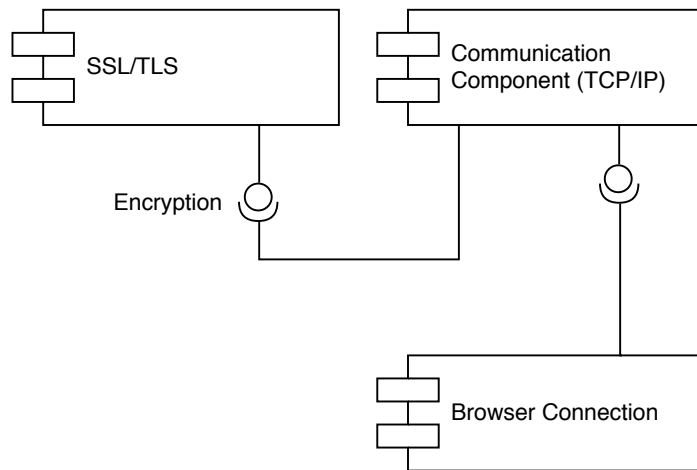 SSL/TLS
Communication
Component (TCP/IP)
Encryption
Browser Connection